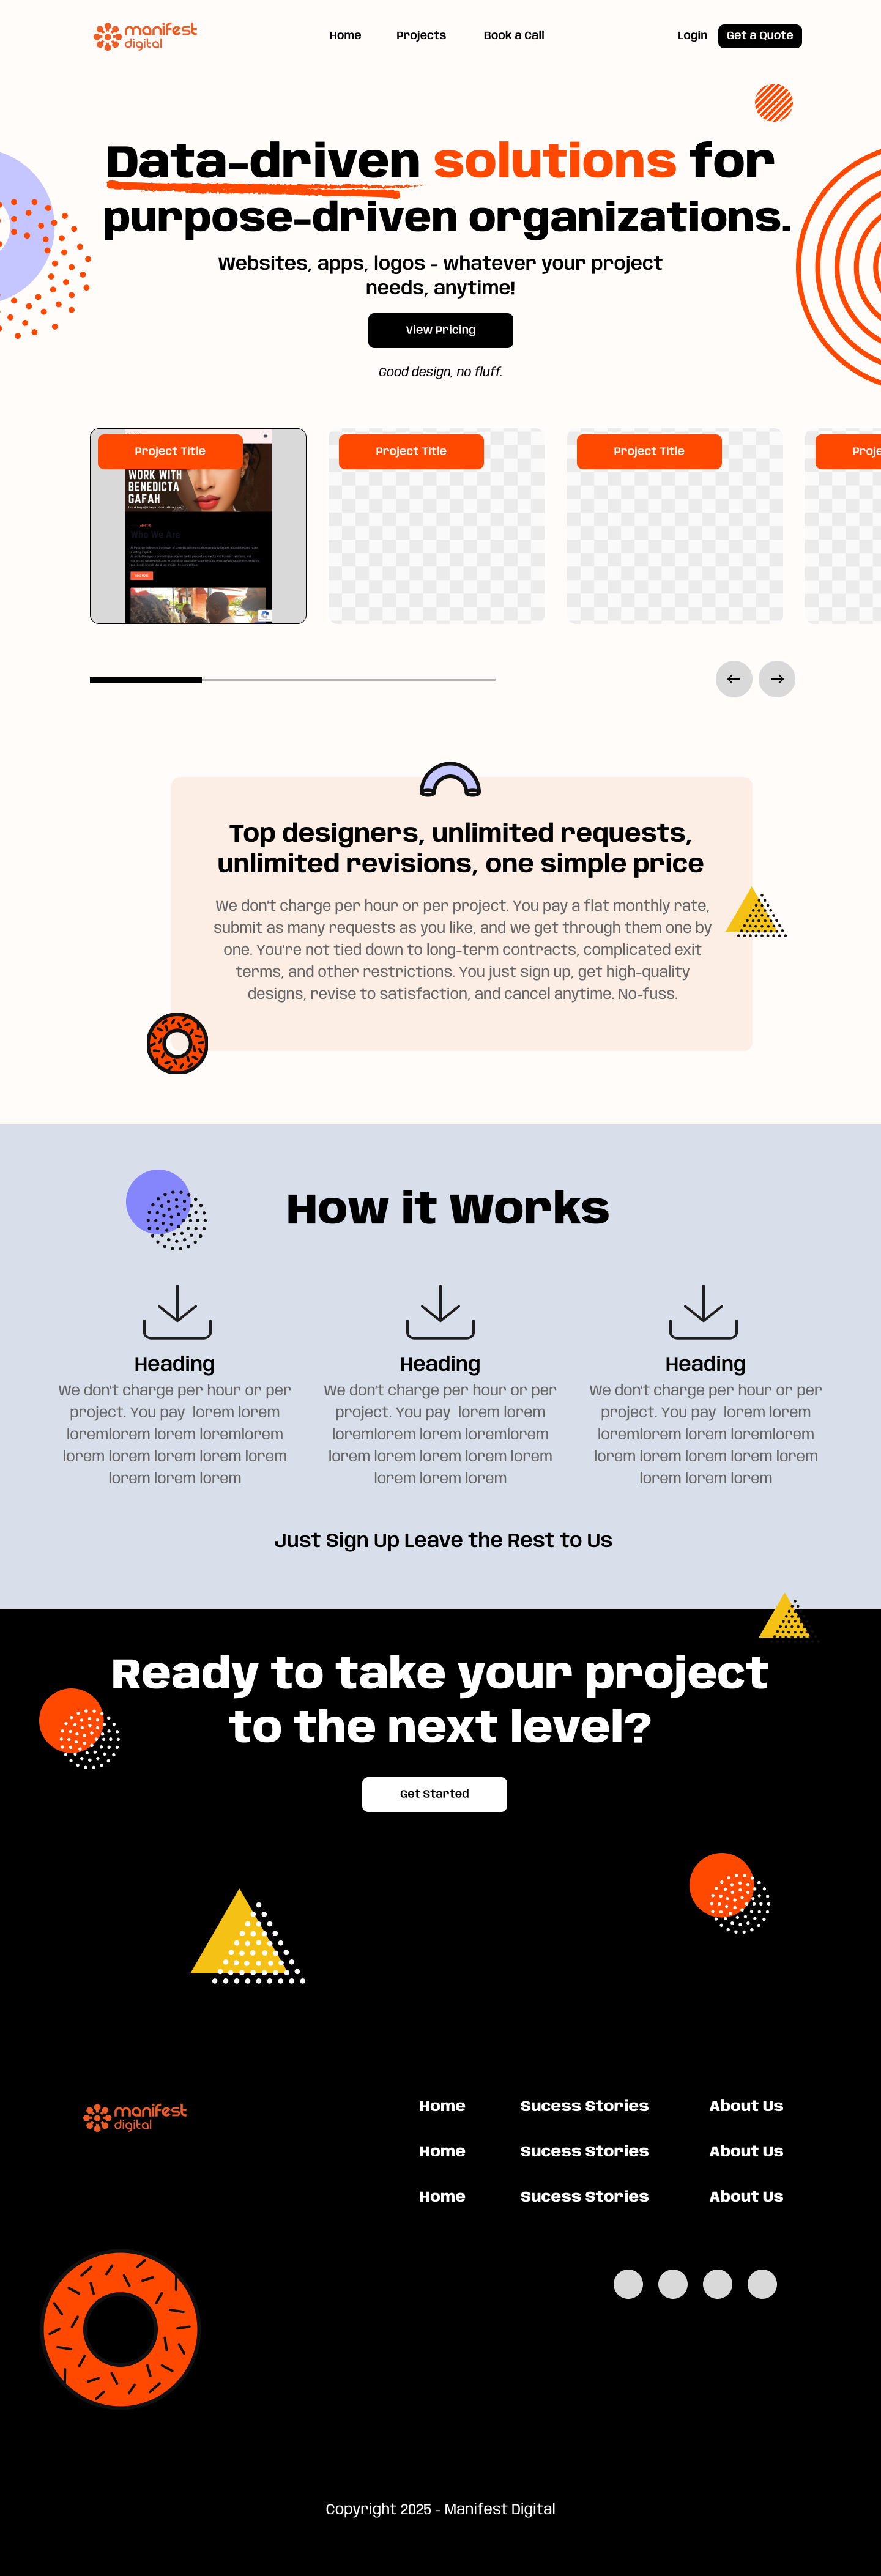 manifest
digital
Home
Projects
Book a Call
Login
Get a Quote
Data-driven solutions for
purpose-driven organizations.
Websites, apps, logos - whatever your project
needs, anytime!
View Pricing
Good design, no fluff.
Project Title
WORK WITH
BENEDICTA
GAFAH
Who We Are
Project Title
Project Title
Proje
Top designers, unlimited requests,
unlimited revisions, one simple price
We don't charge per hour or per project. You pay a flat monthly rate,
submit as many requests as you like, and we get through them one by
one. You're not tied down to long-term contracts, complicated exit
terms, and other restrictions. You just sign up, get high-quality
designs, revise to satisfaction, and cancel anytime. No-fuss.
How it Works
Heading
We don't charge per hour or per
project. You pay  lorem lorem
loremlorem lorem loremlorem
lorem lorem lorem lorem lorem
lorem lorem lorem
Heading
We don't charge per hour or per
project. You pay  lorem lorem
loremlorem lorem loremlorem
lorem lorem lorem lorem lorem
lorem lorem lorem
Heading
We don't charge per hour or per
project. You pay  lorem lorem
loremlorem lorem loremlorem
lorem lorem lorem lorem lorem
lorem lorem lorem
Just Sign Up Leave the Rest to Us
Ready to take your project
to the next level?
Get Started
manifest
digital
Home
Sucess Stories
About Us
Home
Sucess Stories
About Us
Home
Sucess Stories
About Us
Copyright 2025 - Manifest Digital